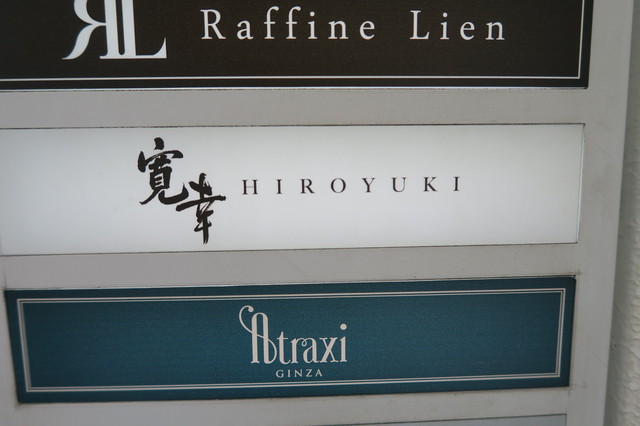 RL Raffine Lien
寛幸 HIROYUKI
Atraxi
GINZA